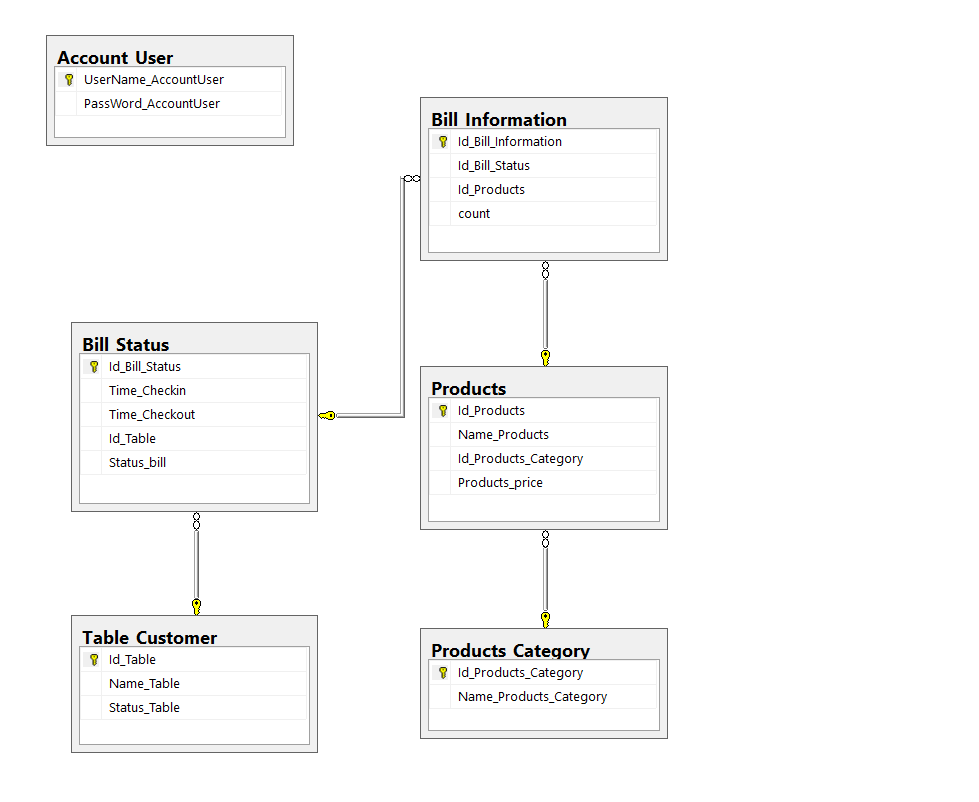 Account User
UserName_AccountUser
PassWord_AccountUser
Bill Information
Id_Bill_Information
Id_Bill_Status
Id_Products
count
Bill Status
Id_Bill_Status
Time_Checkin
Time_Checkout
Id_Table
Status_bill
Products
Id_Products
Name_Products
Id_Products_Category
Products_price
Table Customer
Id_Table
Name_Table
Status_Table
Products Category
Id_Products_Category
Name_Products_Category